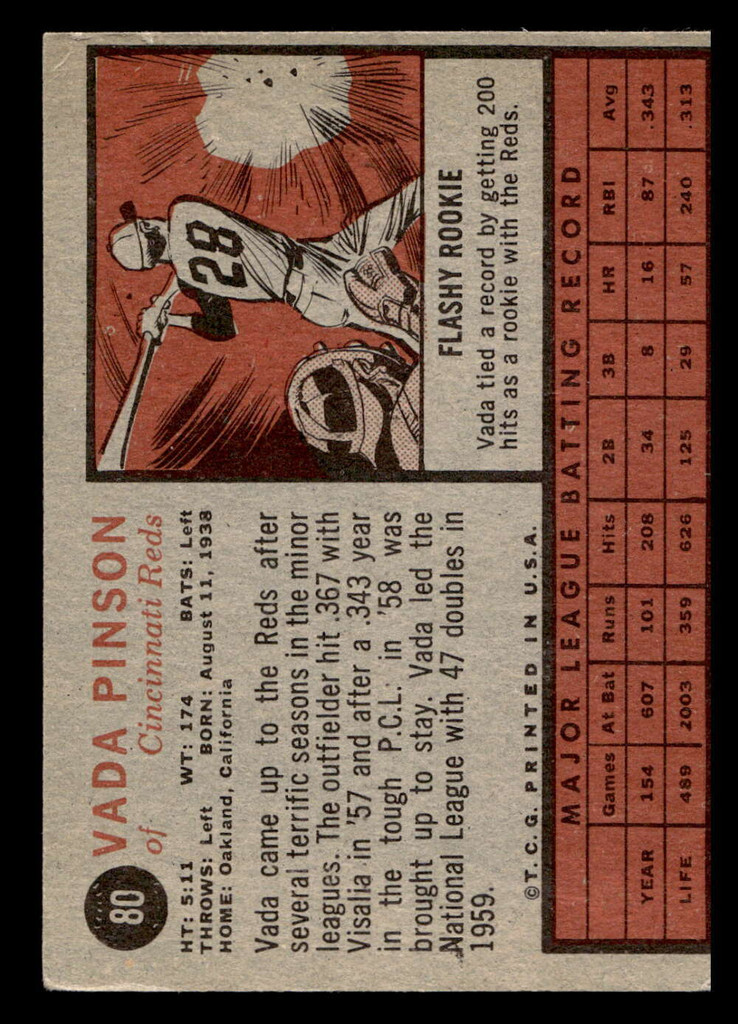 80
VADA PINSON
of Cincinnati Reds
HT: 5:11 WT: 174 BATS: Left
THROWS: Left BORN: August 11, 1938
HOME: Oakland, California
Vada came up to the Reds after
several terrific seasons in the minor
leagues. The outfielder hit .367 with
Visalia in '57 and after a .343 year
in the tough P.C.L. in '58 was
brought up to stay. Vada led the
National League with 47 doubles in
1959.
©T.C.G. PRINTED IN U.S.A.
28
FLASHY ROOKIE
Vada tied a record by getting 200
hits as a rookie with the Reds.
MAJOR LEAGUE BATTING RECORD
Games At Bat Runs Hits 2B 3B HR RBI Avg
YEAR 154 607 101 208 34 8 16 87 .343
LIFE 489 2003 359 626 125 29 57 240 .313